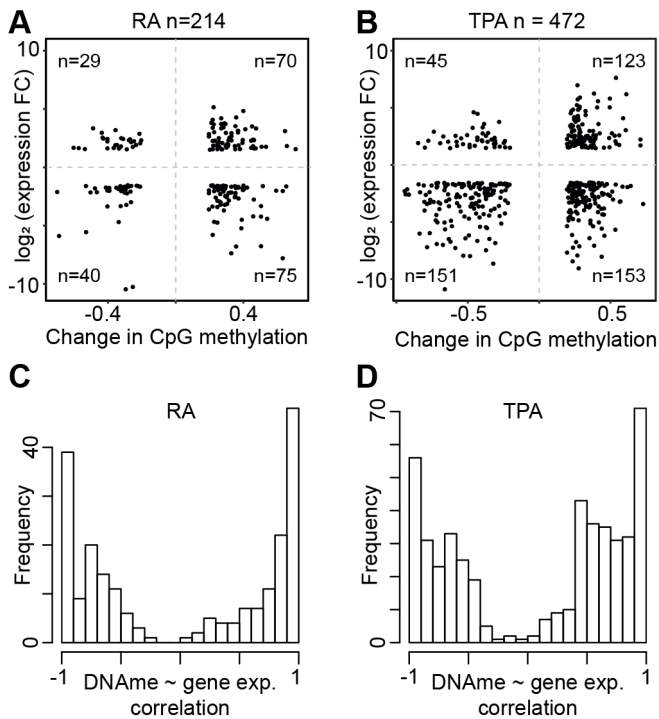 A
RA n=214
10
n=29
n=70
log₂ (expression FC)
-10
n=40
n=75
-0.4
0.4
Change in CpG methylation
B
TPA n = 472
10
n=45
n=123
log₂ (expression FC)
-10
n=151
n=153
-0.5
0.5
Change in CpG methylation
C
RA
40
Frequency
0
-1
1
DNAme ~ gene exp.
correlation
D
TPA
70
Frequency
0
-1
1
DNAme ~ gene exp.
correlation